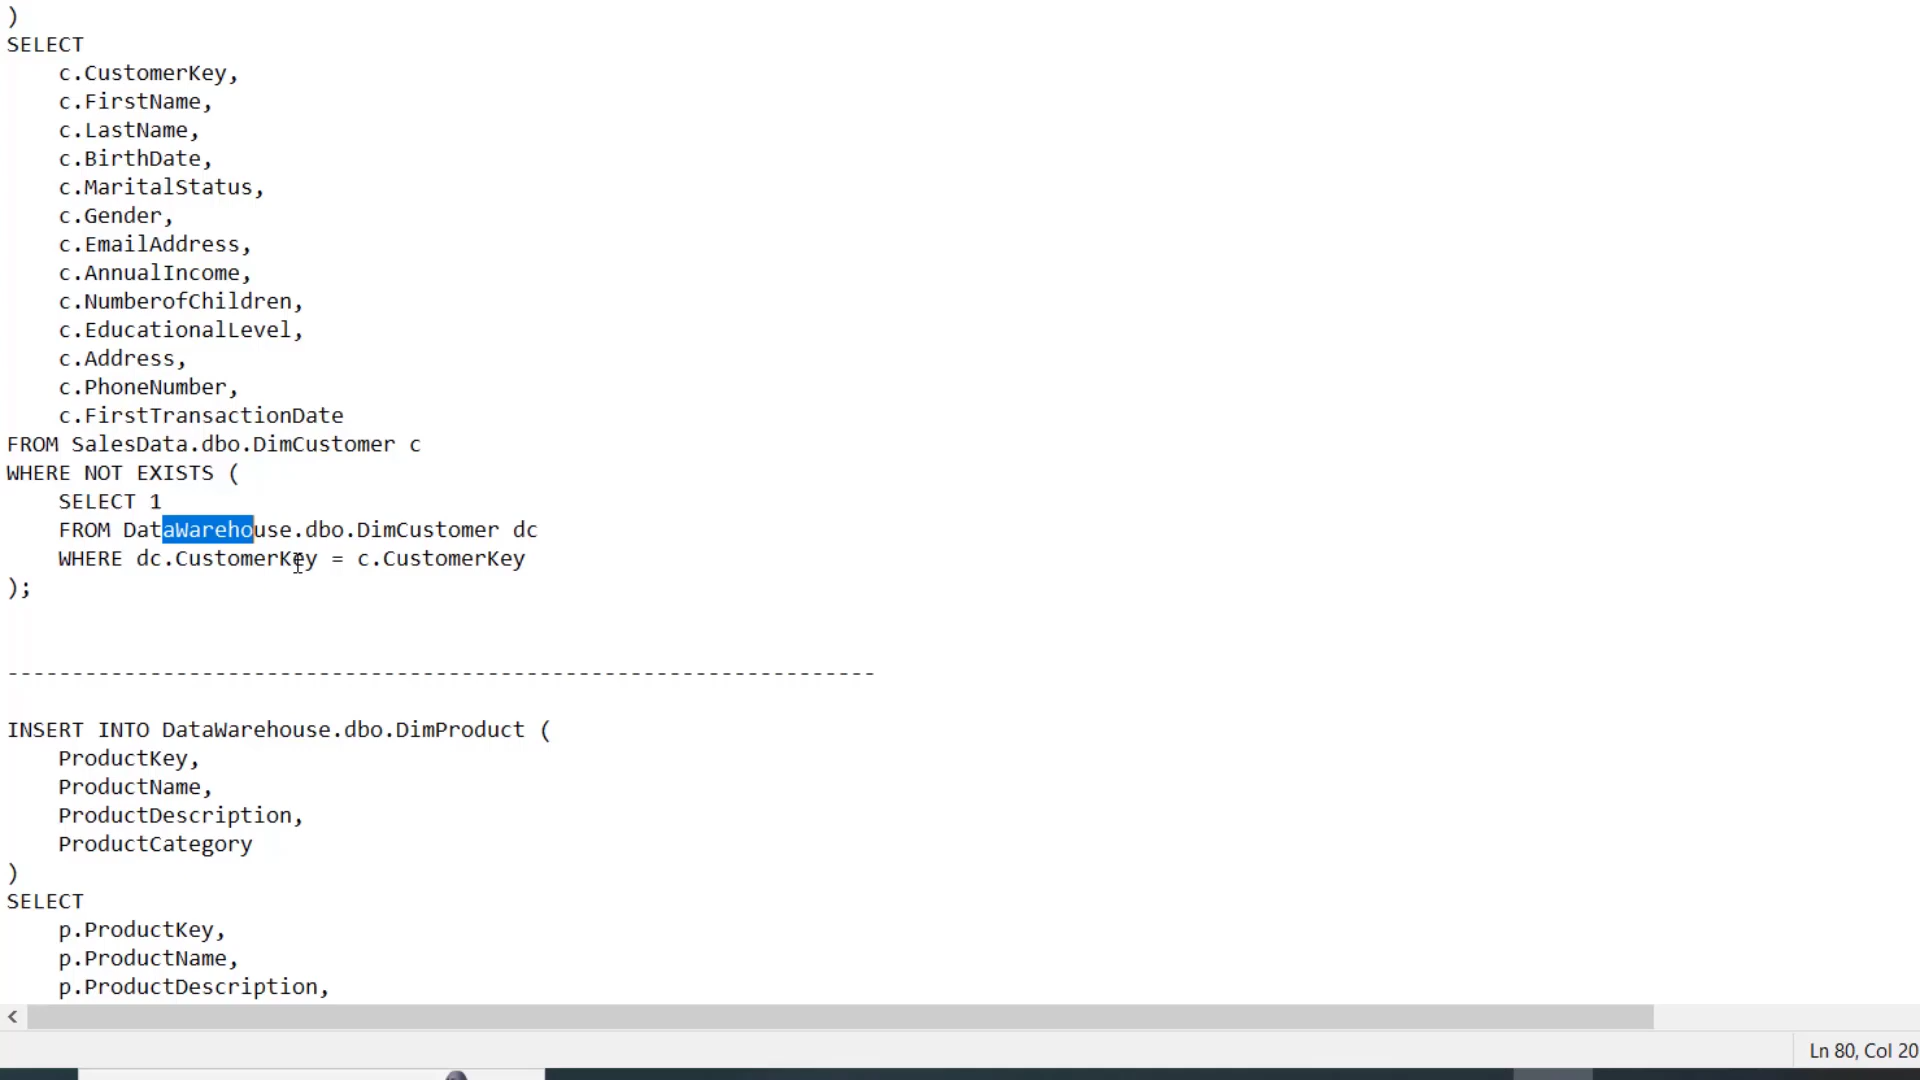 )
SELECT
    c.CustomerKey,
    c.FirstName,
    c.LastName,
    c.BirthDate,
    c.MaritalStatus,
    c.Gender,
    c.EmailAddress,
    c.AnnualIncome,
    c.NumberofChildren,
    c.EducationalLevel,
    c.Address,
    c.PhoneNumber,
    c.FirstTransactionDate
FROM SalesData.dbo.DimCustomer c
WHERE NOT EXISTS (
    SELECT 1
    FROM DataWarehouse.dbo.DimCustomer dc
    WHERE dc.CustomerKey = c.CustomerKey
);
-------------------------------------------------------------------
INSERT INTO DataWarehouse.dbo.DimProduct (
    ProductKey,
    ProductName,
    ProductDescription,
    ProductCategory
)
SELECT
    p.ProductKey,
    p.ProductName,
    p.ProductDescription,
Ln 80, Col 20